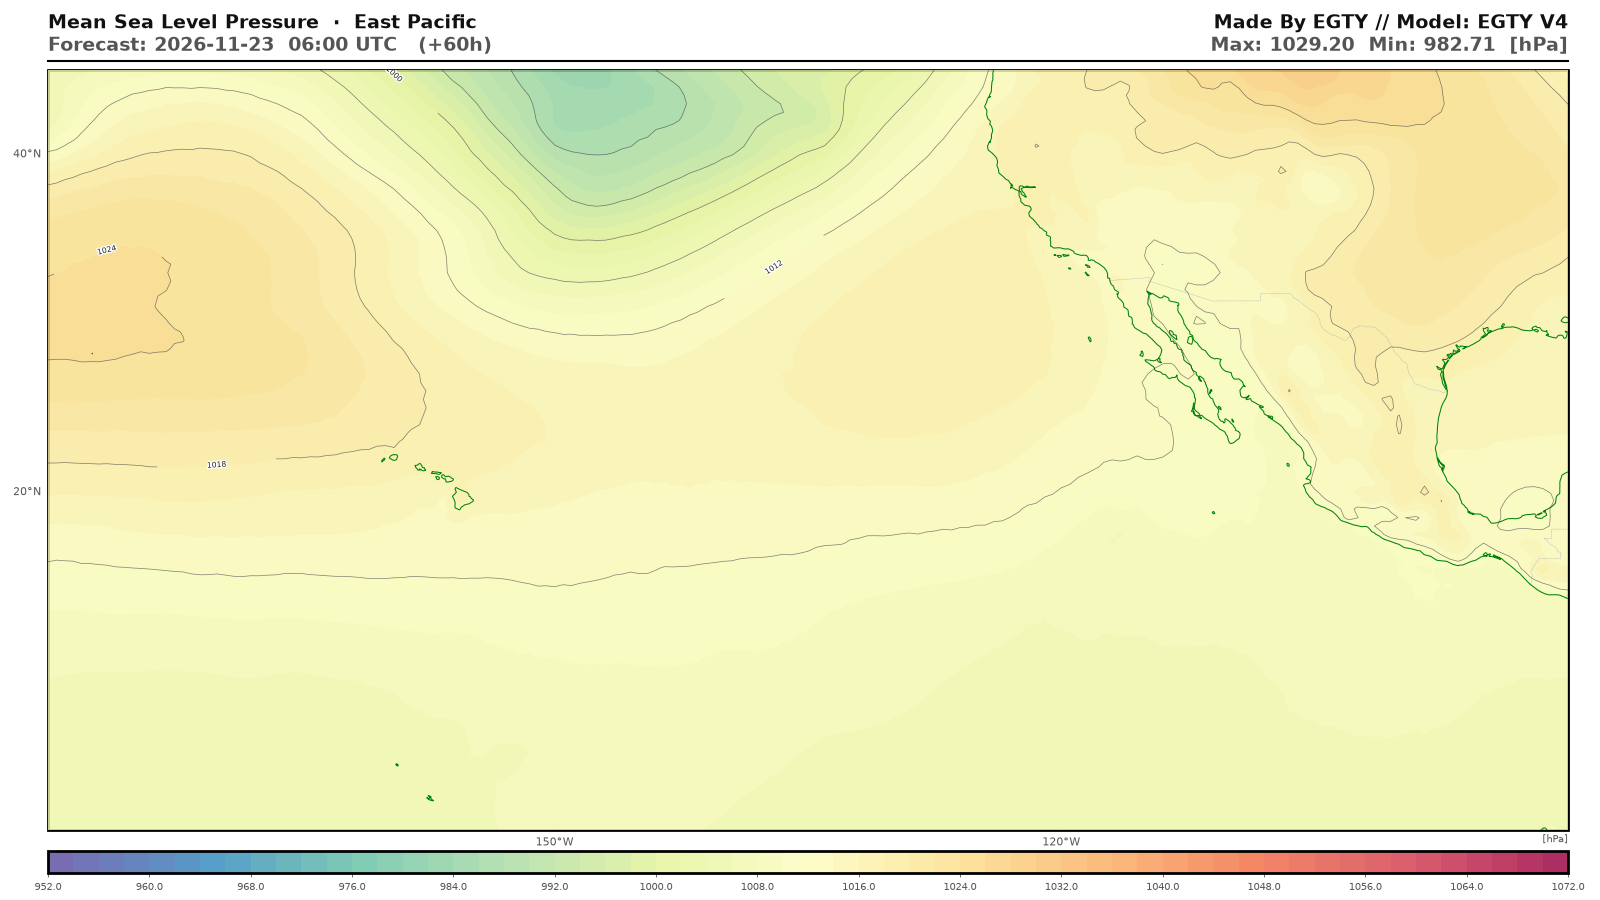 Mean Sea Level Pressure · East Pacific
Made By EGTY // Model: EGTY V4
Forecast: 2026-11-23 06:00 UTC (+60h)
Max: 1029.20 Min: 982.71 [hPa]
1000
40°N
1024
1012
1018
20°N
150°W
120°W
[hPa]
952.0 960.0 968.0 976.0 984.0 992.0 1000.0 1008.0 1016.0 1024.0 1032.0 1040.0 1048.0 1056.0 1064.0 1072.0